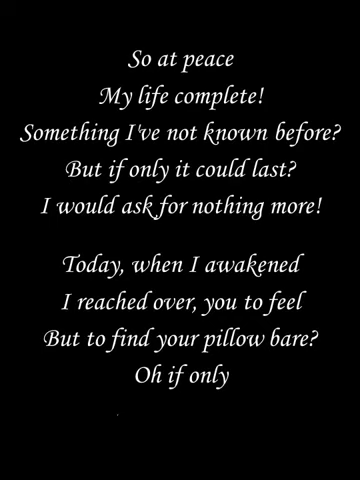 So at peace
My life complete!
Something I've not known before?
But if only it could last?
I would ask for nothing more!
Today, when I awakened
I reached over, you to feel
But to find your pillow bare?
Oh if only